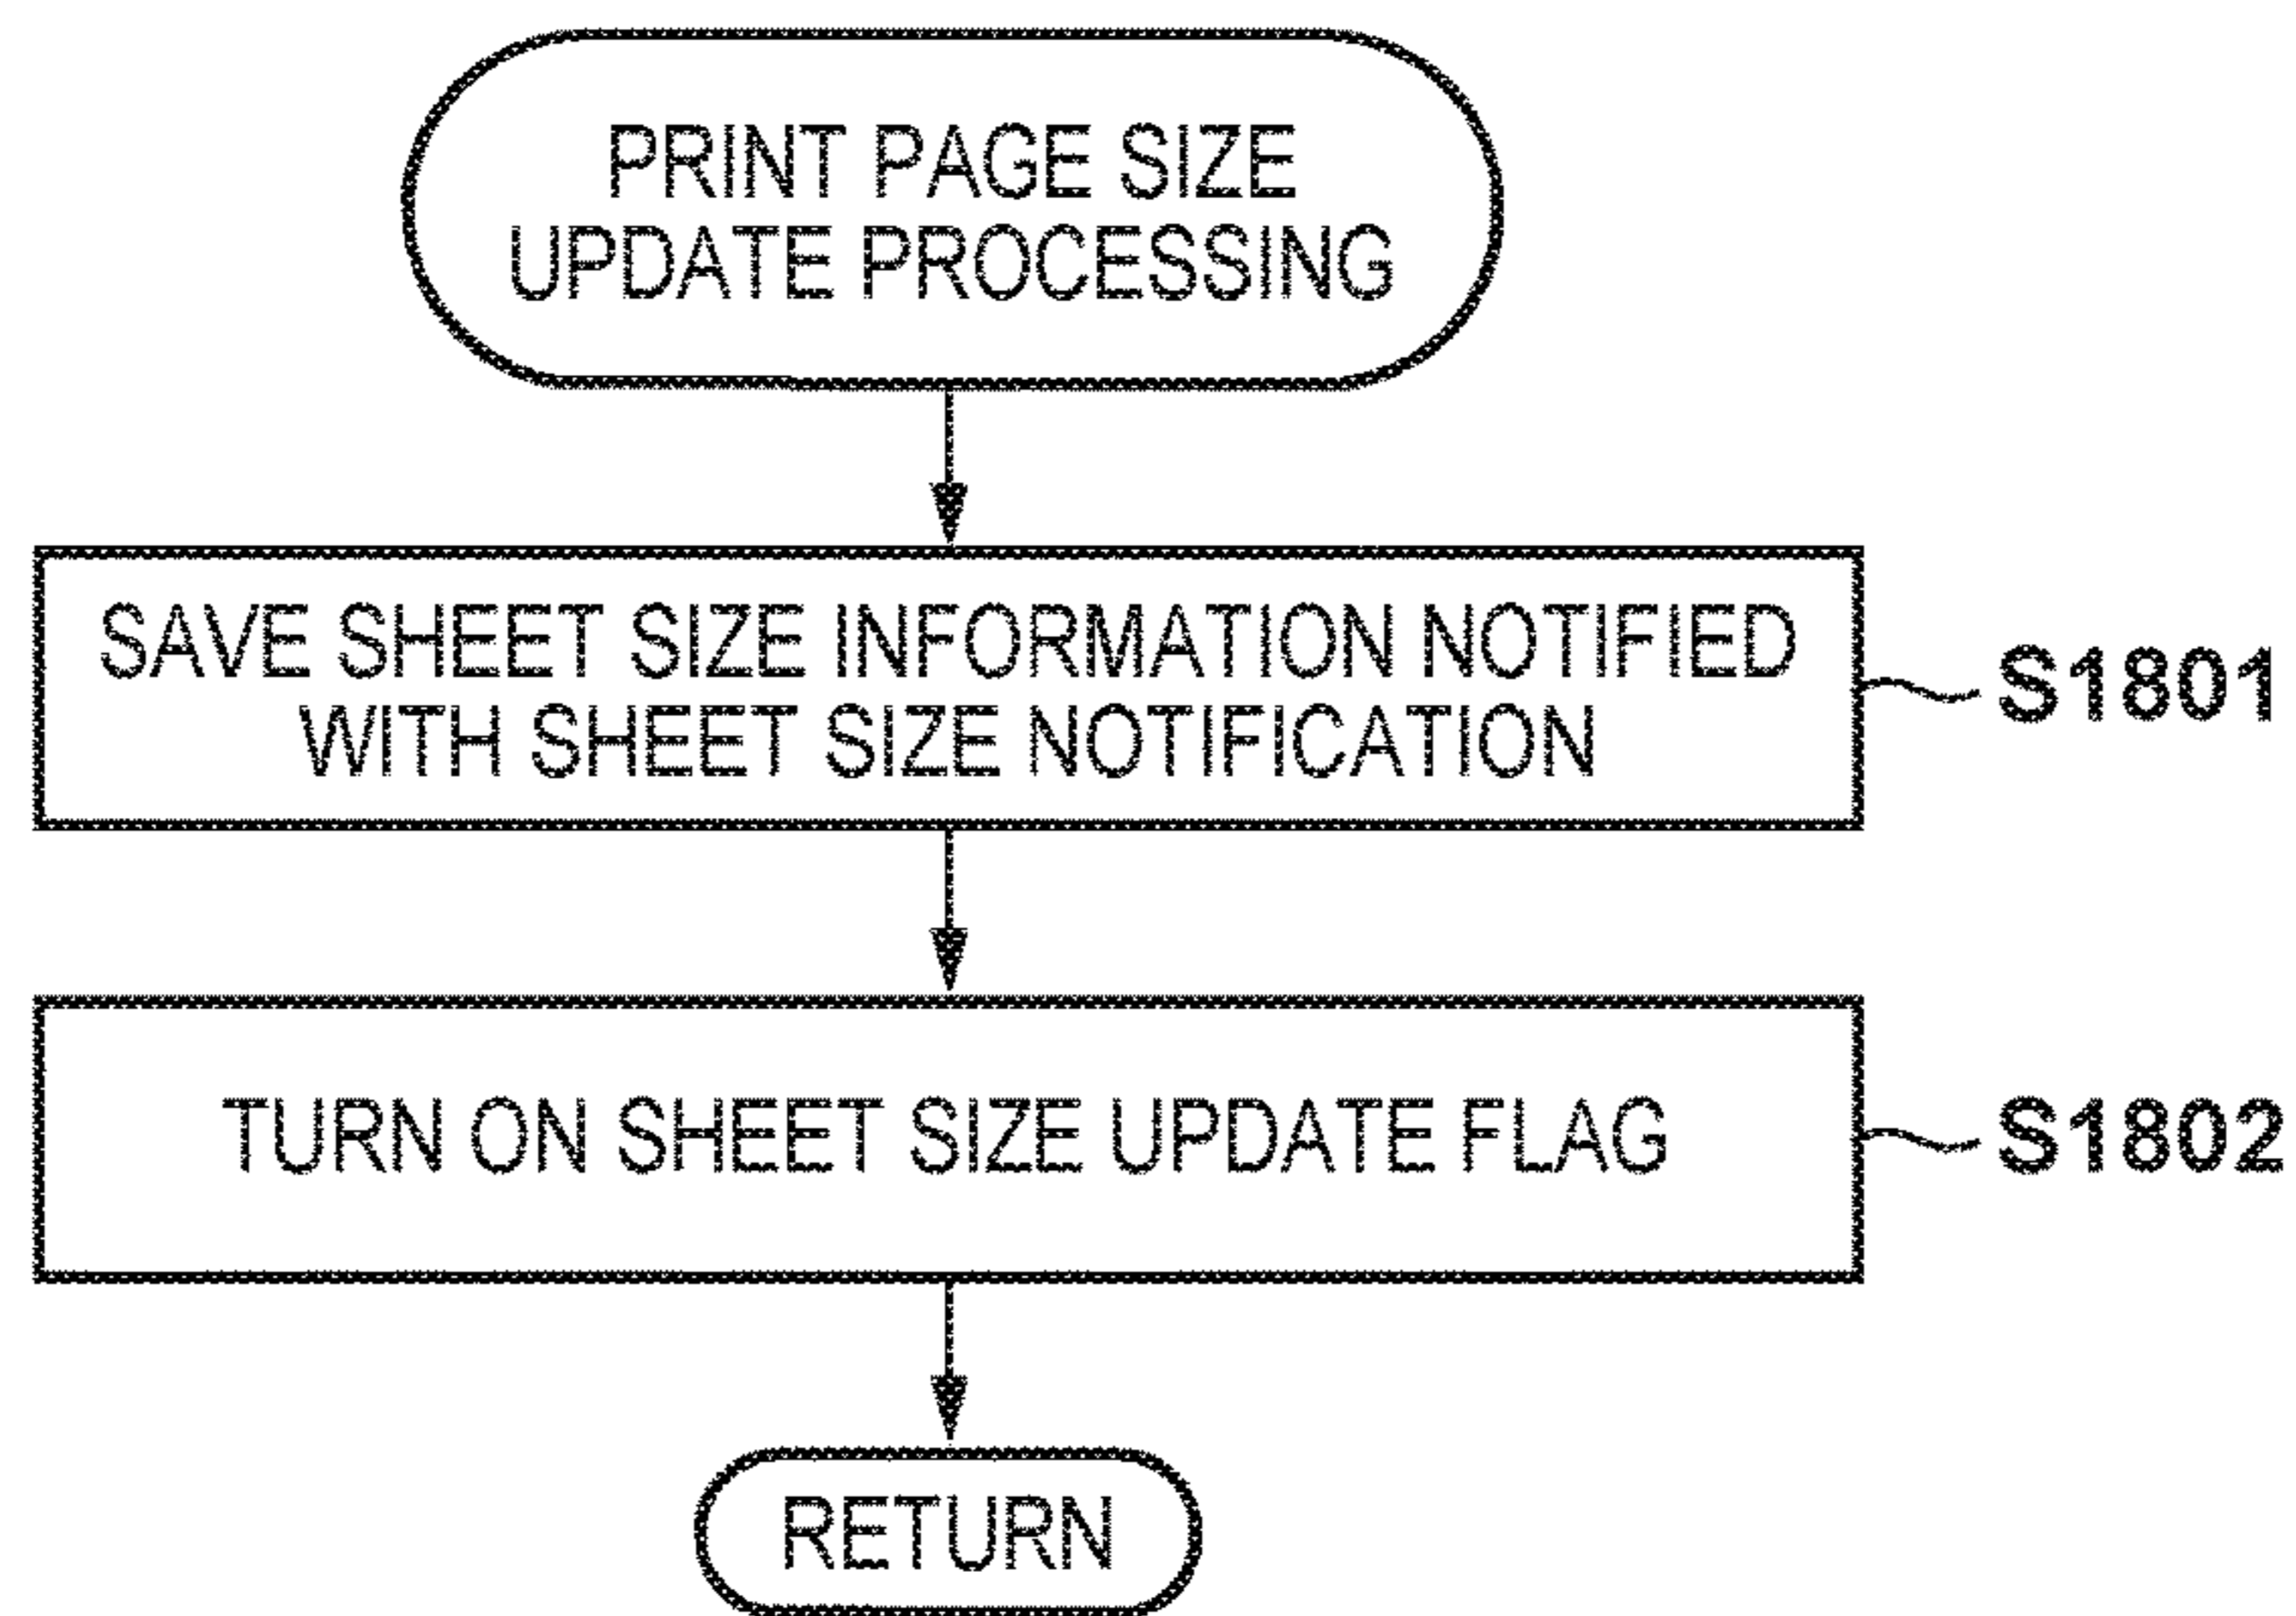 PRINT PAGE SIZE
UPDATE PROCESSING
SAVE SHEET SIZE INFORMATION NOTIFIED
WITH SHEET SIZE NOTIFICATION
S1801
TURN ON SHEET SIZE UPDATE FLAG
S1802
RETURN